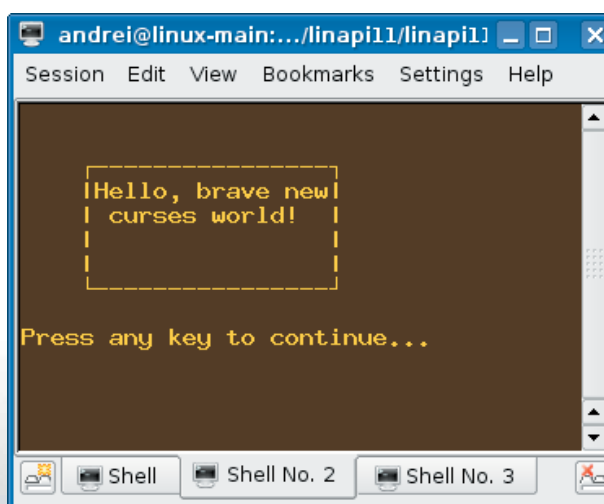 andrei@linux-main:.../linapi11/linapi11
Session Edit View Bookmarks Settings Help
Hello, brave new
curses world!
Press any key to continue...
Shell Shell No. 2 Shell No. 3